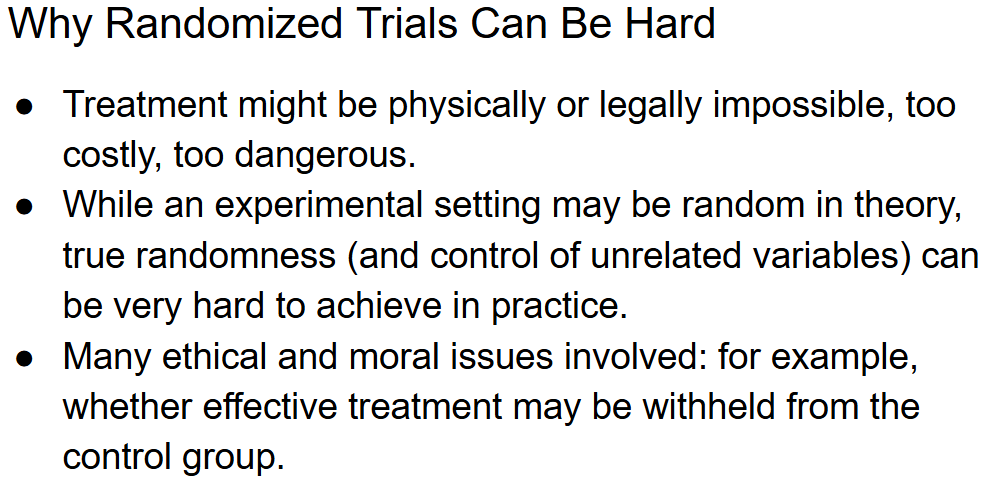 Why Randomized Trials Can Be Hard
● Treatment might be physically or legally impossible, too
costly, too dangerous.
● While an experimental setting may be random in theory,
true randomness (and control of unrelated variables) can
be very hard to achieve in practice.
● Many ethical and moral issues involved: for example,
whether effective treatment may be withheld from the
control group.